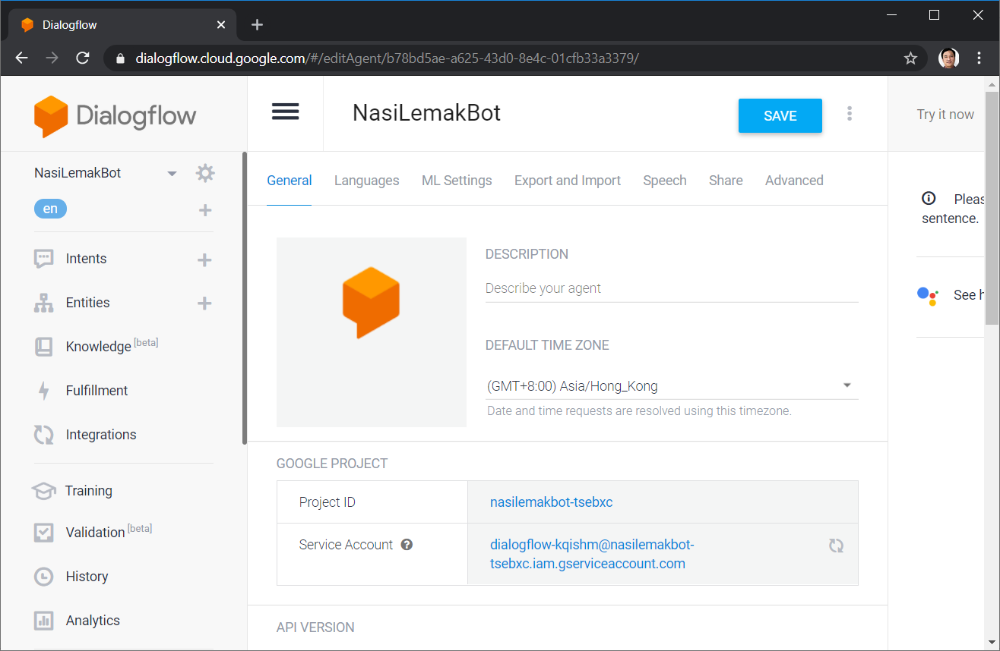 Dialogflow
dialogflow.cloud.google.com/#/editAgent/b78bd5ae-a625-43d0-8e4c-01cfb33a3379/
Dialogflow
NasiLemakBot
SAVE
Try it now
NasiLemakBot
en
Intents
Entities
Knowledge [beta]
Fulfillment
Integrations
Training
Validation [beta]
History
Analytics
General Languages ML Settings Export and Import Speech Share Advanced
DESCRIPTION
Describe your agent
DEFAULT TIME ZONE
(GMT+8:00) Asia/Hong_Kong
Date and time requests are resolved using this timezone.
GOOGLE PROJECT
Project ID nasilemakbot-tsebxc
Service Account dialogflow-kqishm@nasilemakbot-
tsebxc.iam.gserviceaccount.com
API VERSION
sentence.
See